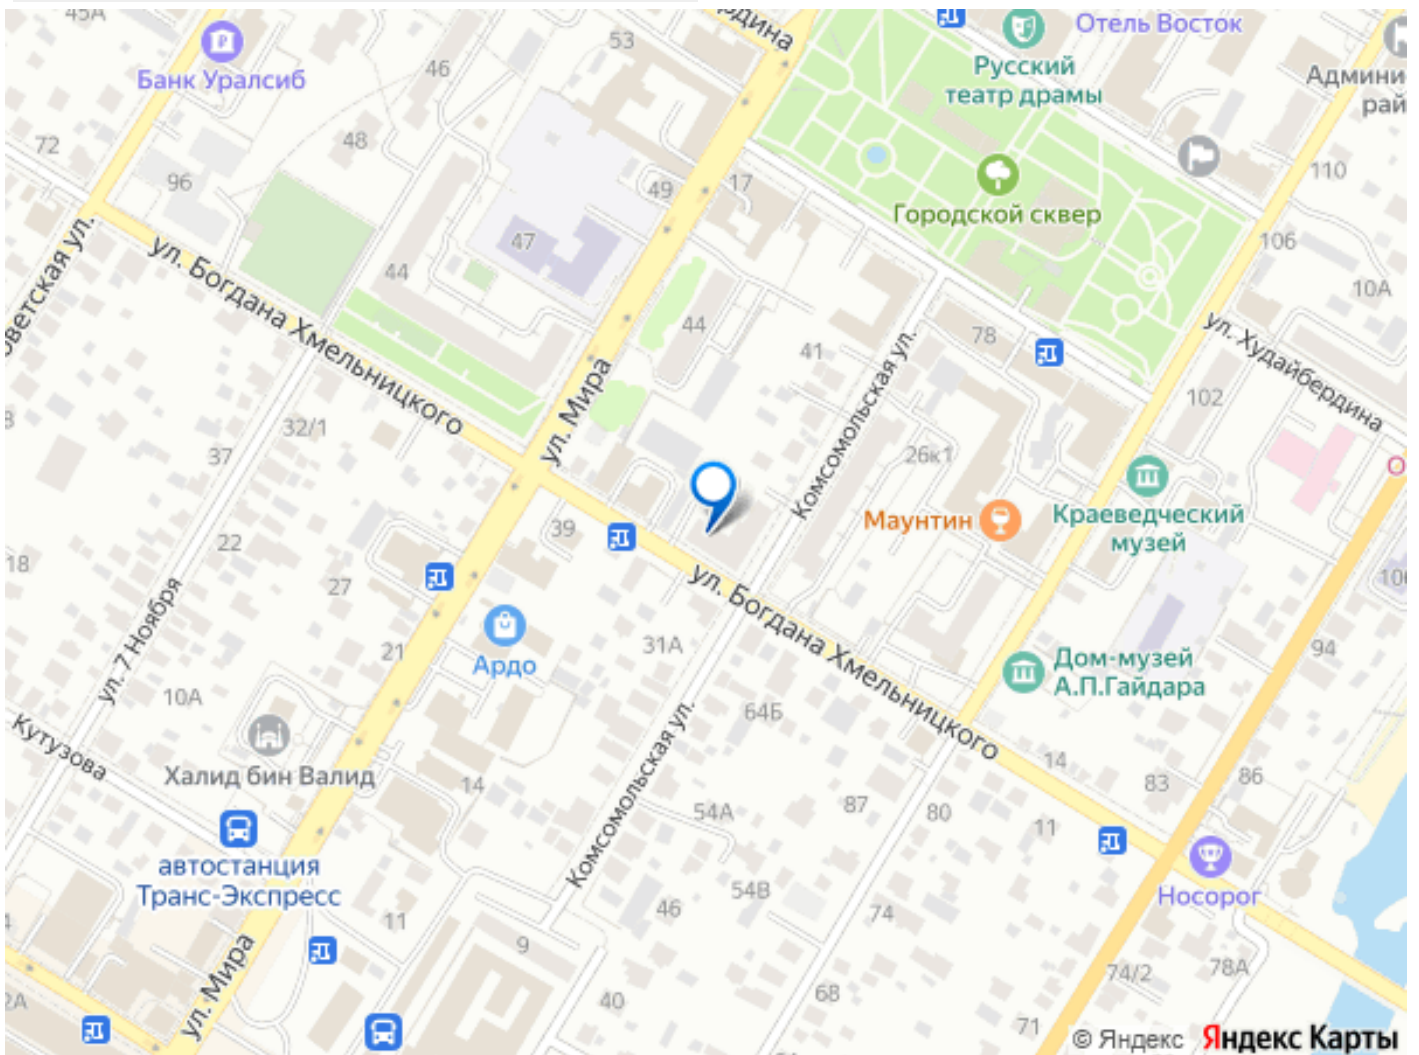 45А
Банк Уралсиб
46
53
рдина
Отель Восток
Русский
театр драмы
Админи-
рай
72
48
96
49
17
110
Городской сквер
47
106
ул. Богдана Хмельницкого
44
44
10А
оветская ул.
41
78
ул. Худайбердина
ул. Мира
Комсомольская ул.
102
32/1
37
26к1
Маунтин
Краеведческий
музей
22
39
18
27
ул. 7 Ноября
ул. Богдана Хмельницкого
21
31А
Ардо
Дом-музей
А.П.Гайдара
94
10А
64Б
Кутузова
Халид бин Валид
14
Комсомольская ул.
14
83
86
54А
87
80
11
автостанция
Транс-Экспресс
54В
Носорог
46
74
11
9
ул. Мира
74/2
78А
2А
40
68
71
© Яндекс Яндекс Карты